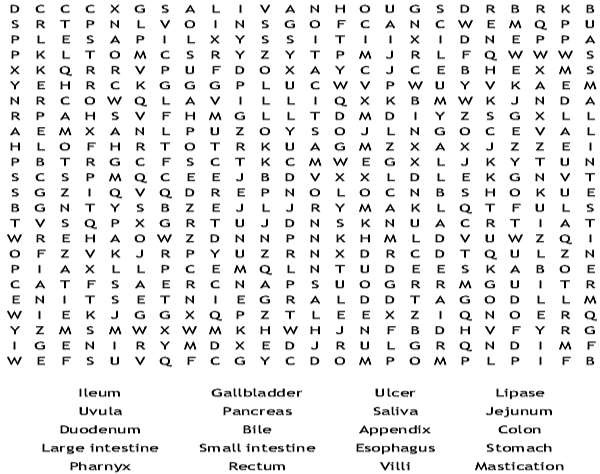 D C C C X G S A L I V A N H O U G S D R B R K B
S R T P N L V O I N S G O F C A N C W E M Q P U
P L E S A P I L X Y S S I T I I X I D N E P P A
P K L T O M C S R Y Z Y T P M J R L F Q W W W S
X K Q R R V P U F D O X A Y C J C E B H E X M S
Y E H R C K G G G P L U C W V P W U Y V K A E M
N R C O W Q L A V I L L I Q X K B M W K J N D A
R P A H S V F H M G L L T D M D I Y Z S G X L L
A E M X A N L P U Z O Y S O J L N G O C E V A L
H L O F H R T O T R K U A G M Z X A X J Z Z E I
P B T R G C F S C T K C M W E G X L J K Y T U N
S C S P M Q C E E J B D V X X L D L E K G N V T
S G Z I Q V Q D R E P N O L O C N B S H O K U E
B G N T Y S B Z E J L J R Y M A K L Q T F U L S
T V S Q P X G R T U J D N S K N U A C R T I A T
W R E H A O W Z D N N P N K H M L D V U W Z Q I
O F Z V K J R P Y U Z R N X D R C D T Q U L Z N
P I A X L L P C E M Q L N T U D E E S K A B O E
C A T F S A E R C N A P S U O G R R M G U I T R
E N I T S E T N I E G R A L D D T A G O D L L M
W I E K J G G X Q P Z T L E E X Z I Q N O E R Q
Y Z M S M W X W M K H W H J N F B D H V F Y R G
I G E N I R Y M D X E D J R U L G R Q N D I M F
W E F S U V Q F C G Y C D O M P O M P L P I F B
Ileum Gallbladder Ulcer Lipase
Uvula Pancreas Saliva Jejunum
Duodenum Bile Appendix Colon
Large intestine Small intestine Esophagus Stomach
Pharnyx Rectum Villi Mastication